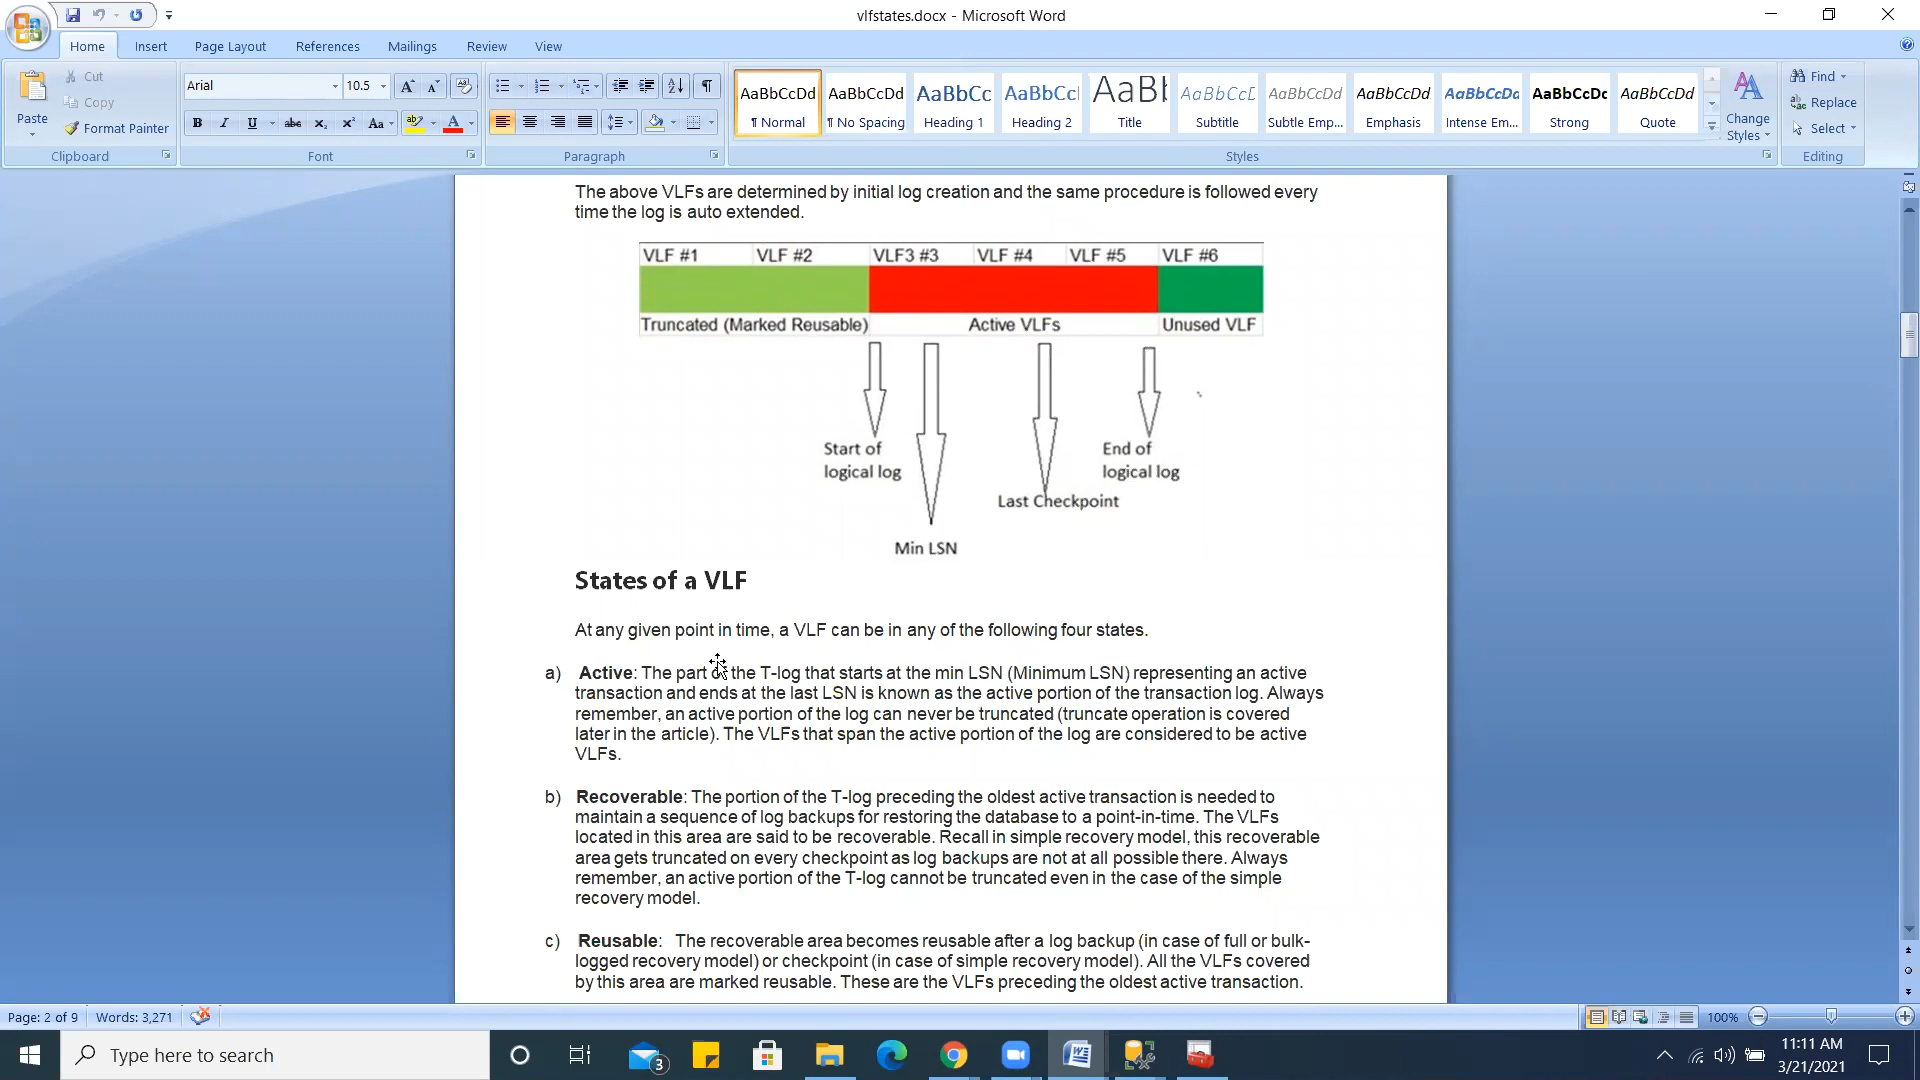 vlfstates.docx - Microsoft Word
Home Insert Page Layout References Mailings Review View
Paste
Cut
Copy
Format Painter
Clipboard
Arial 10.5
Font
Paragraph
AaBbCcDd AaBbCcDd AaBbCc AaBbCc AaBb AaBbCcD AaBbCcDd AaBbCcDd AaBbCcDd AaBbCcDc AaBbCcDd
¶ Normal ¶ No Spacing Heading 1 Heading 2 Title Subtitle Subtle Emp... Emphasis Intense Em... Strong Quote
Change Styles
Styles
Find
Replace
Select
Editing
The above VLFs are determined by initial log creation and the same procedure is followed every
time the log is auto extended.
VLF #1 VLF #2 VLF3 #3 VLF #4 VLF #5 VLF #6
Truncated (Marked Reusable) Active VLFs Unused VLF
Start of
logical log
End of
logical log
Last Checkpoint
Min LSN
States of a VLF
At any given point in time, a VLF can be in any of the following four states.
a) Active: The part of the T-log that starts at the min LSN (Minimum LSN) representing an active
transaction and ends at the last LSN is known as the active portion of the transaction log. Always
remember, an active portion of the log can never be truncated (truncate operation is covered
later in the article). The VLFs that span the active portion of the log are considered to be active
VLFs.
b) Recoverable: The portion of the T-log preceding the oldest active transaction is needed to
maintain a sequence of log backups for restoring the database to a point-in-time. The VLFs
located in this area are said to be recoverable. Recall in simple recovery model, this recoverable
area gets truncated on every checkpoint as log backups are not at all possible there. Always
remember, an active portion of the T-log cannot be truncated even in the case of the simple
recovery model.
c) Reusable: The recoverable area becomes reusable after a log backup (in case of full or bulk-
logged recovery model) or checkpoint (in case of simple recovery model). All the VLFs covered
by this area are marked reusable. These are the VLFs preceding the oldest active transaction.
Page: 2 of 9 Words: 3,271 100%
Type here to search
3
11:11 AM
3/21/2021